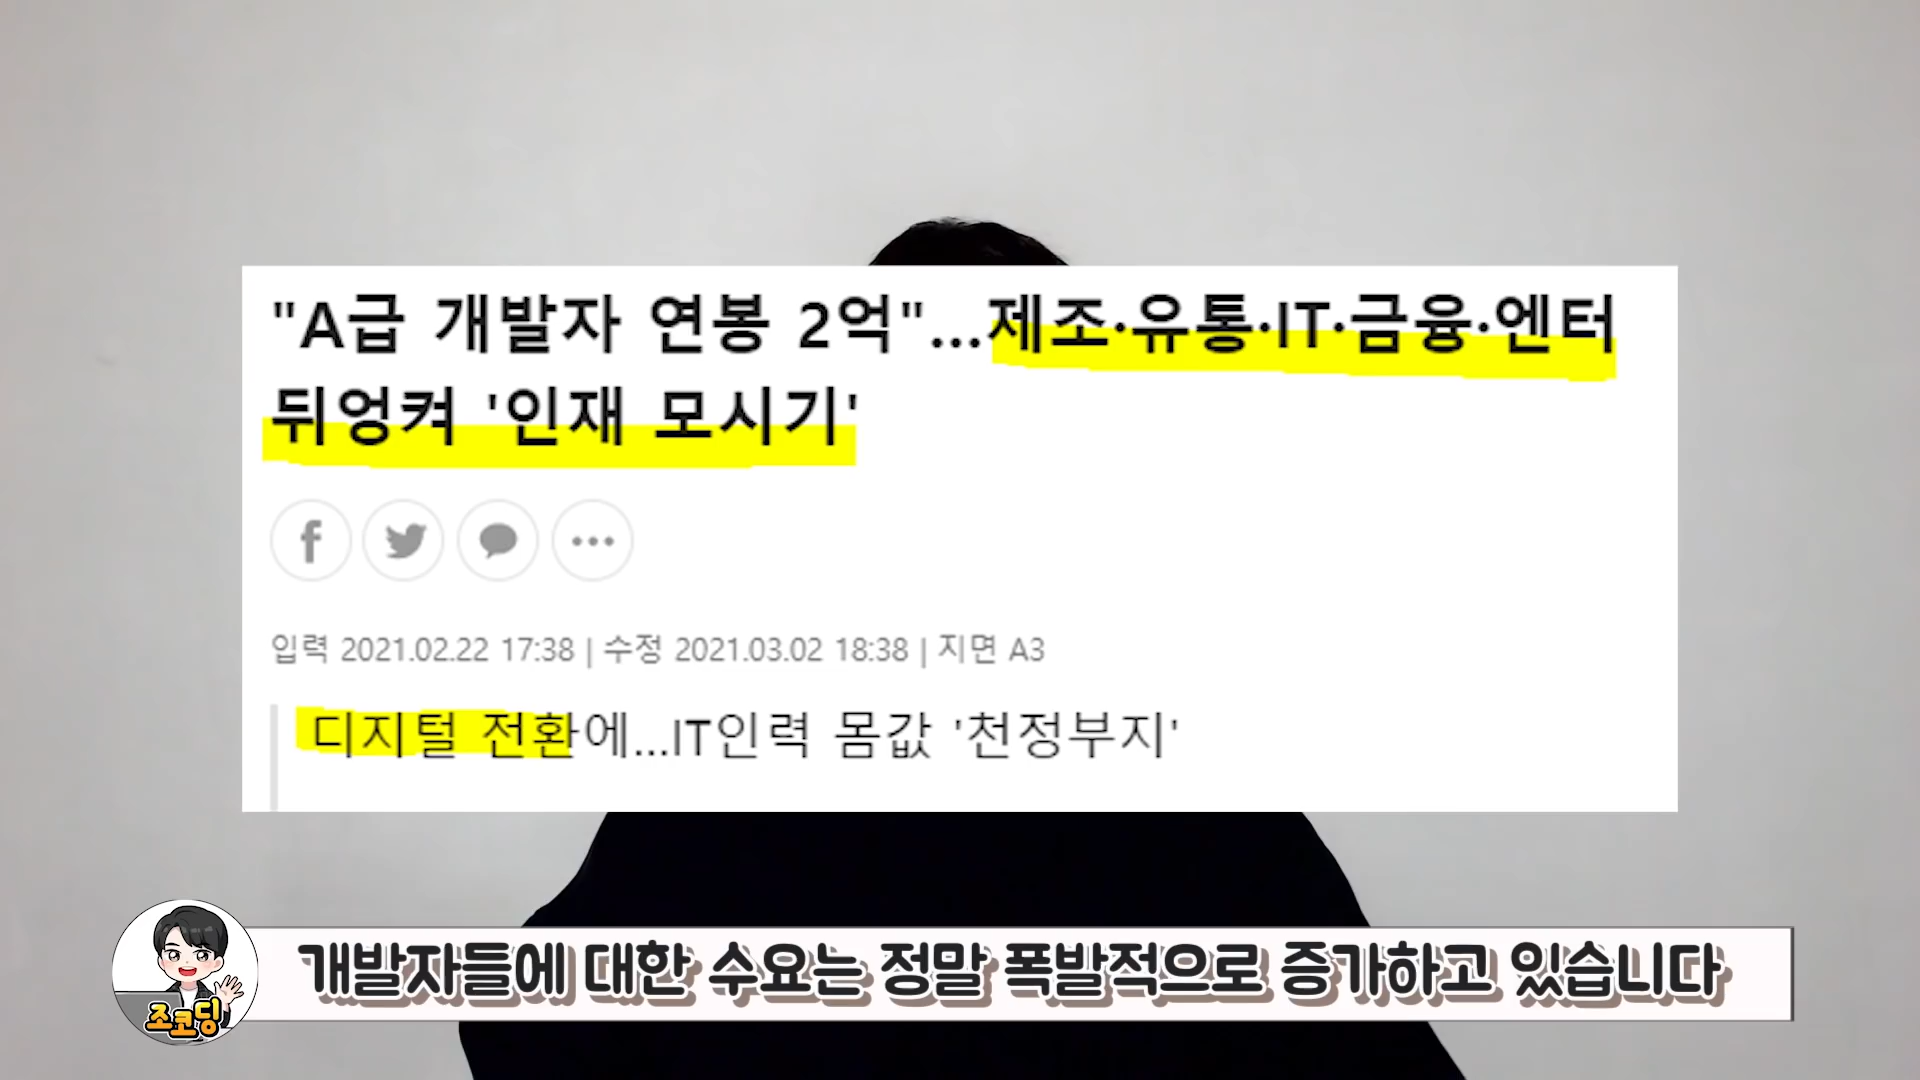 "A급 개발자 연봉 2억"...제조·유통·IT·금융·엔터
뒤엉켜 '인재 모시기'
입력 2021.02.22 17:38 | 수정 2021.03.02 18:38 | 지면 A3
디지털 전환에...IT인력 몸값 '천정부지'
개발자들에 대한 수요는 정말 폭발적으로 증가하고 있습니다
조코딩